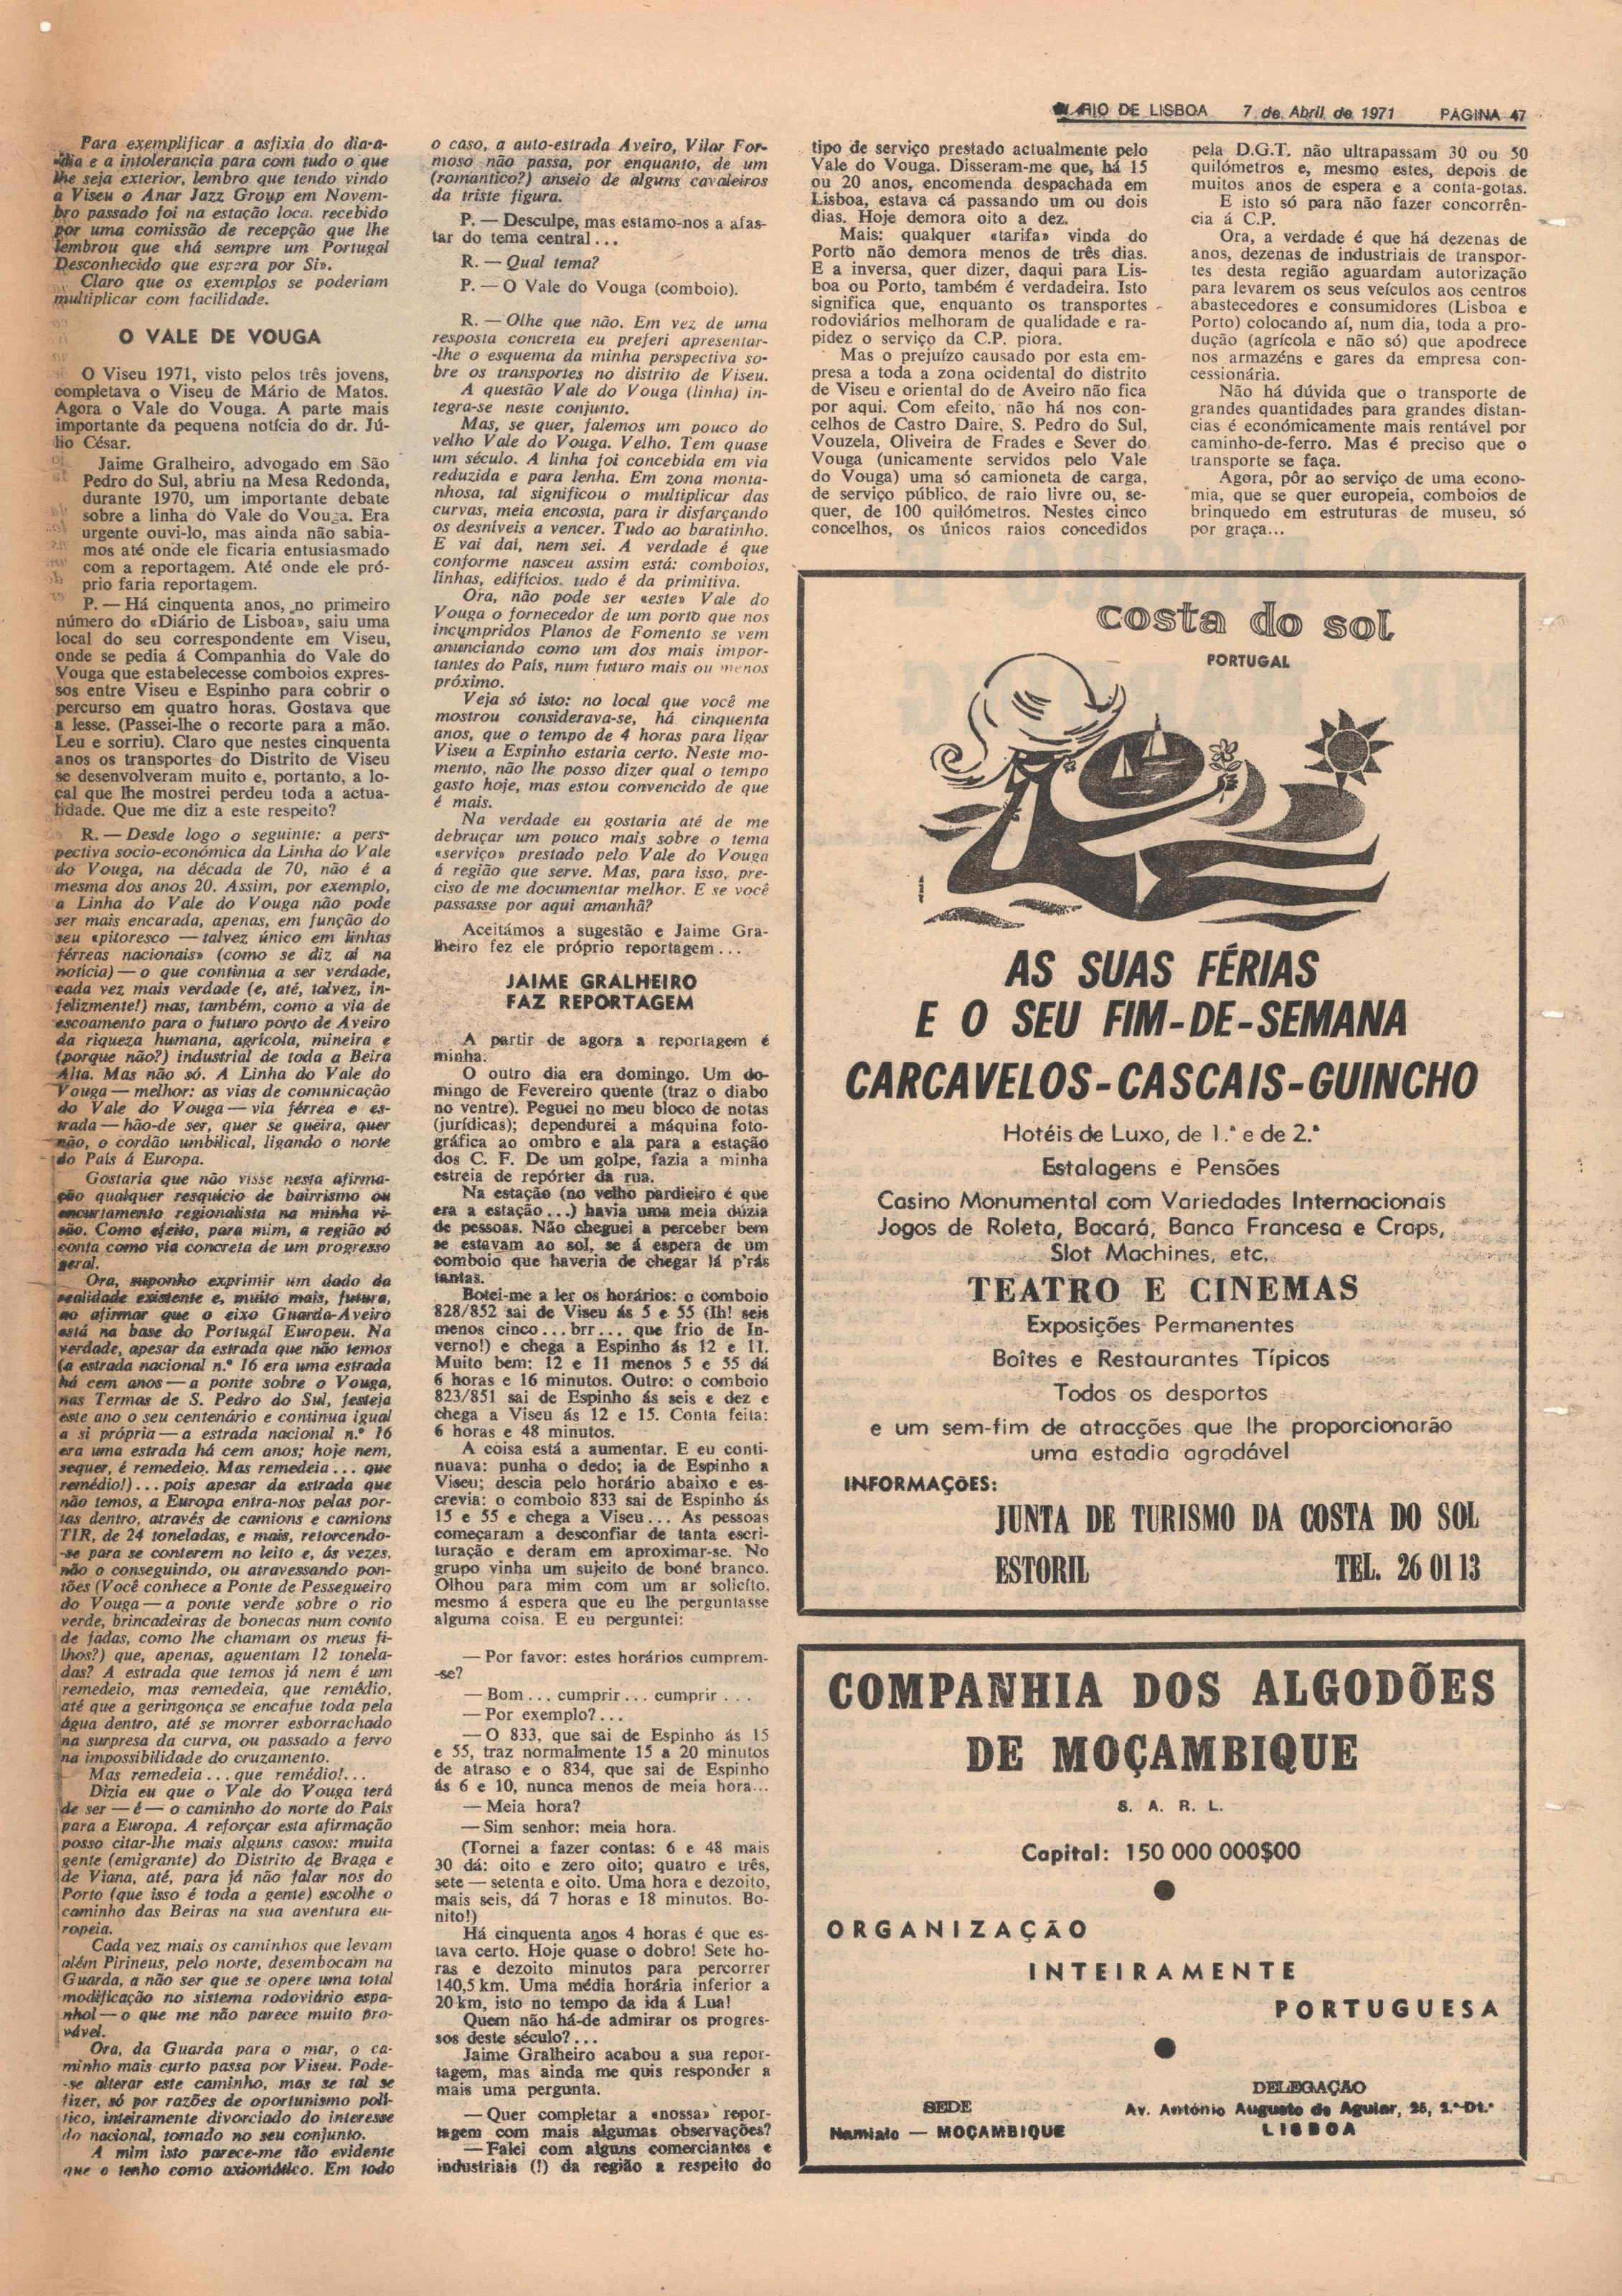 DIARIO DE LISBOA 7 de Abril de 1971 PAGINA 47
Para exemplificar a asfixia do dia-a-
-dia e a intolerancia para com tudo o que
lhe seja exterior, lembro que tendo vindo
a Viseu o Anar Jazz Group em Novem-
bro passado foi na estação loca. recebido
por uma comissão de recepção que lhe
lembrou que «há sempre um Portugal
Desconhecido que espera por Si».
Claro que os exemplos se poderiam
multiplicar com facilidade.
O VALE DE VOUGA
O Viseu 1971, visto pelos três jovens,
completava o Viseu de Mário de Matos.
Agora o Vale do Vouga. A parte mais
importante da pequena notícia do dr. Jú-
lio César.
Jaime Gralheiro, advogado em São
Pedro do Sul, abriu na Mesa Redonda,
durante 1970, um importante debate
sobre a linha do Vale do Vouga. Era
urgente ouvi-lo, mas ainda não sabia-
mos até onde ele ficaria entusiasmado
com a reportagem. Até onde ele pró-
prio faria reportagem.
P. — Há cinquenta anos, no primeiro
número do «Diário de Lisboa», saiu uma
local do seu correspondente em Viseu,
onde se pedia á Companhia do Vale do
Vouga que estabelecesse comboios expres-
sos entre Viseu e Espinho para cobrir o
percurso em quatro horas. Gostava que
a lesse. (Passei-lhe o recorte para a mão.
Leu e sorriu). Claro que nestes cinquenta
anos os transportes do Distrito de Viseu
se desenvolveram muito e, portanto, a lo-
cal que lhe mostrei perdeu toda a actua-
lidade. Que me diz a este respeito?
R. — Desde logo o seguinte: a pers-
pectiva socio-económica da Linha do Vale
do Vouga, na década de 70, não é a
mesma dos anos 20. Assim, por exemplo,
a Linha do Vale do Vouga não pode
ser mais encarada, apenas, em função do
seu «pitoresco — talvez único em linhas
férreas nacionais» (como se diz aí na
notícia) — o que continua a ser verdade,
cada vez mais verdade (e, até, talvez, in-
felizmente!) mas, também, como a via de
escoamento para o futuro porto de Aveiro
da riqueza humana, agrícola, mineira e
(porque não?) industrial de toda a Beira
Alta. Mas não só. A Linha do Vale do
Vouga — melhor: as vias de comunicação
do Vale do Vouga — via férrea e es-
trada — hão-de ser, quer se queira, quer
não, o cordão umbilical, ligando o norte
do País á Europa.
Gostaria que não visse nesta afirma-
ção qualquer resquício de bairrismo ou
encurtamento regionalista na minha vi-
são. Como efeito, para mim, a região só
conta como via concreta de um progresso
geral.
Ora, suponho exprimir um dado da
realidade existente e, muito mais, futura,
ao afirmar que o eixo Guarda-Aveiro
está na base do Portugal Europeu. Na
verdade, apesar da estrada que não temos
(a estrada nacional n.º 16 era uma estrada
há cem anos — a ponte sobre o Vouga,
nas Termas de S. Pedro do Sul, festeja
este ano o seu centenário e continua igual
a si própria — a estrada nacional n.º 16
era uma estrada há cem anos; hoje nem,
sequer, é remedeio. Mas remedeia... que
remédio!)... pois apesar da estrada que
não temos, a Europa entra-nos pelas por-
tas dentro, através de camions e camions
TIR, de 24 toneladas, e mais, retorcendo-
-se para se conterem no leito e, ás vezes,
não o conseguindo, ou atravessando pon-
tões (Você conhece a Ponte de Pessegueiro
do Vouga — a ponte verde sobre o rio
verde, brincadeiras de bonecas num conto
de fadas, como lhe chamam os meus fi-
lhos?) que, apenas, aguentam 12 tonela-
das? A estrada que temos já nem é um
remedeio, mas remedeia, que remédio,
até que a geringonça se encafue toda pela
água dentro, até se morrer esborrachado
na surpresa da curva, ou passado a ferro
na impossibilidade do cruzamento.
Mas remedeia... que remédio!...
Dizia eu que o Vale do Vouga terá
de ser — é — o caminho do norte do País
para a Europa. A reforçar esta afirmação
posso citar-lhe mais alguns casos: muita
gente (emigrante) do Distrito de Braga e
de Viana, até, para já não falar nos do
Porto (que isso é toda a gente) escolhe o
caminho das Beiras na sua aventura eu-
ropeia.
Cada vez mais os caminhos que levam
além Pirineus, pelo norte, desembocam na
Guarda, a não ser que se opere uma total
modificação no sistema rodoviário espa-
nhol — o que me não parece muito pro-
vável.
Ora, da Guarda para o mar, o ca-
minho mais curto passa por Viseu. Pode-
-se alterar este caminho, mas se tal se
fizer, só por razões de oportunismo polí-
tico, inteiramente divorciado do interesse
do nacional, tomado no seu conjunto.
A mim isto parece-me tão evidente
que o tenho como axiomático. Em todo
o caso, a auto-estrada Aveiro, Vilar For-
moso não passa, por enquanto, de um
(romantico?) anseio de alguns cavaleiros
da triste figura.
P. — Desculpe, mas estamo-nos a afas-
tar do tema central...
R. — Qual tema?
P. — O Vale do Vouga (comboio).
R. — Olhe que não. Em vez de uma
resposta concreta eu preferi apresentar-
-lhe o esquema da minha perspectiva so-
bre os transportes no distrito de Viseu.
A questão Vale do Vouga (linha) in-
tegra-se neste conjunto.
Mas, se quer, falemos um pouco do
velho Vale do Vouga. Velho. Tem quase
um século. A linha foi concebida em via
reduzida e para lenha. Em zona monta-
nhosa, tal significou o multiplicar das
curvas, meia encosta, para ir disfarçando
os desníveis a vencer. Tudo ao baratinho.
E vai daí, nem sei. A verdade é que
conforme nasceu assim está: comboios,
linhas, edifícios, tudo é da primitiva.
Ora, não pode ser «este» Vale do
Vouga o fornecedor de um porto que nos
incumpridos Planos de Fomento se vem
anunciando como um dos mais impor-
tantes do País, num futuro mais ou menos
próximo.
Veja só isto: no local que você me
mostrou considerava-se, há cinquenta
anos, que o tempo de 4 horas para ligar
Viseu a Espinho estaria certo. Neste mo-
mento, não lhe posso dizer qual o tempo
gasto hoje, mas estou convencido de que
é mais.
Na verdade eu gostaria até de me
debruçar um pouco mais sobre o tema
«serviço» prestado pelo Vale do Vouga
á região que serve. Mas, para isso, pre-
ciso de me documentar melhor. E se você
passasse por aqui amanhã?
Aceitámos a sugestão e Jaime Gra-
lheiro fez ele próprio reportagem...
JAIME GRALHEIRO
FAZ REPORTAGEM
A partir de agora a reportagem é
minha.
O outro dia era domingo. Um do-
mingo de Fevereiro quente (traz o diabo
no ventre). Peguei no meu bloco de notas
(jurídicas); dependurei a máquina foto-
gráfica ao ombro e ala para a estação
dos C. F. De um golpe, fazia a minha
estreia de repórter da rua.
Na estação (no velho pardieiro é que
era a estação...) havia uma meia dúzia
de pessoas. Não cheguei a perceber bem
se estavam ao sol, se á espera de um
comboio que haveria de chegar lá p'rás
tantas.
Botei-me a ler os horários: o comboio
828/852 sai de Viseu ás 5 e 55 (Ih! seis
menos cinco... brr... que frio de In-
verno!) e chega a Espinho ás 12 e 11.
Muito bem: 12 e 11 menos 5 e 55 dá
6 horas e 16 minutos. Outro: o comboio
823/851 sai de Espinho ás seis e dez e
chega a Viseu ás 12 e 15. Conta feita:
6 horas e 48 minutos.
A coisa está a aumentar. E eu conti-
nuava: punha o dedo; ia de Espinho a
Viseu; descia pelo horário abaixo e es-
crevia: o comboio 833 sai de Espinho ás
15 e 55 e chega a Viseu... As pessoas
começaram a desconfiar de tanta escri-
turação e deram em aproximar-se. No
grupo vinha um sujeito de boné branco.
Olhou para mim com um ar solícito,
mesmo á espera que eu lhe perguntasse
alguma coisa. E eu perguntei:
— Por favor: estes horários cumprem-
-se?
— Bom... cumprir... cumprir...
— Por exemplo?...
— O 833, que sai de Espinho ás 15
e 55, traz normalmente 15 a 20 minutos
de atraso e o 834, que sai de Espinho
ás 6 e 10, nunca menos de meia hora...
— Meia hora?
— Sim senhor: meia hora.
(Tornei a fazer contas: 6 e 48 mais
30 dá: oito e zero oito; quatro e três,
sete — setenta e oito. Uma hora e dezoito,
mais seis, dá 7 horas e 18 minutos. Bo-
nito!)
Há cinquenta anos 4 horas é que es-
tava certo. Hoje quase o dobro! Sete ho-
ras e dezoito minutos para percorrer
140,5 km. Uma média horária inferior a
20 km, isto no tempo da ida á Lua!
Quem não há-de admirar os progres-
sos deste século?...
Jaime Gralheiro acabou a sua repor-
tagem, mas ainda me quis responder a
mais uma pergunta.
— Quer completar a «nossa» repor-
tagem com mais algumas observações?
— Falei com alguns comerciantes e
industriais (!) da região a respeito do
tipo de serviço prestado actualmente pelo
Vale do Vouga. Disseram-me que, há 15
ou 20 anos, encomenda despachada em
Lisboa, estava cá passando um ou dois
dias. Hoje demora oito a dez.
Mais: qualquer «tarifa» vinda do
Porto não demora menos de três dias.
E a inversa, quer dizer, daqui para Lis-
boa ou Porto, também é verdadeira. Isto
significa que, enquanto os transportes
rodoviários melhoram de qualidade e ra-
pidez o serviço da C.P. piora.
Mas o prejuízo causado por esta em-
presa a toda a zona ocidental do distrito
de Viseu e oriental do de Aveiro não fica
por aqui. Com efeito, não há nos con-
celhos de Castro Daire, S. Pedro do Sul,
Vouzela, Oliveira de Frades e Sever do
Vouga (unicamente servidos pelo Vale
do Vouga) uma só camioneta de carga,
de serviço público, de raio livre ou, se-
quer, de 100 quilómetros. Nestes cinco
concelhos, os únicos raios concedidos
pela D.G.T. não ultrapassam 30 ou 50
quilómetros e, mesmo estes, depois de
muitos anos de espera e a conta-gotas.
E isto só para não fazer concorrên-
cia á C.P.
Ora, a verdade é que há dezenas de
anos, dezenas de industriais de transpor-
tes desta região aguardam autorização
para levarem os seus veículos aos centros
abastecedores e consumidores (Lisboa e
Porto) colocando aí, num dia, toda a pro-
dução (agrícola e não só) que apodrece
nos armazéns e gares da empresa con-
cessionária.
Não há dúvida que o transporte de
grandes quantidades para grandes distan-
cias é económicamente mais rentável por
caminho-de-ferro. Mas é preciso que o
transporte se faça.
Agora, pôr ao serviço de uma econo-
mia, que se quer europeia, comboios de
brinquedo em estruturas de museu, só
por graça...
costa do sol
PORTUGAL
AS SUAS FÉRIAS
E O SEU FIM-DE-SEMANA
CARCAVELOS-CASCAIS-GUINCHO
Hotéis de Luxo, de 1.ª e de 2.ª
Estalagens e Pensões
Casino Monumental com Variedades Internacionais
Jogos de Roleta, Bacará, Banca Francesa e Craps,
Slot Machines, etc.
TEATRO E CINEMAS
Exposições Permanentes
Boîtes e Restaurantes Típicos
Todos os desportos
e um sem-fim de atracções que lhe proporcionarão
uma estadia agradável
INFORMAÇÕES:
JUNTA DE TURISMO DA COSTA DO SOL
ESTORIL TEL. 26 01 13
COMPANHIA DOS ALGODÕES
DE MOÇAMBIQUE
S. A. R. L.
Capital: 150 000 000$00
ORGANIZAÇÃO
INTEIRAMENTE
PORTUGUESA
SEDE
Namialo — MOÇAMBIQUE
DELEGAÇÃO
Av. António Augusto de Aguiar, 25, 2.º-Dt.º
LISBOA